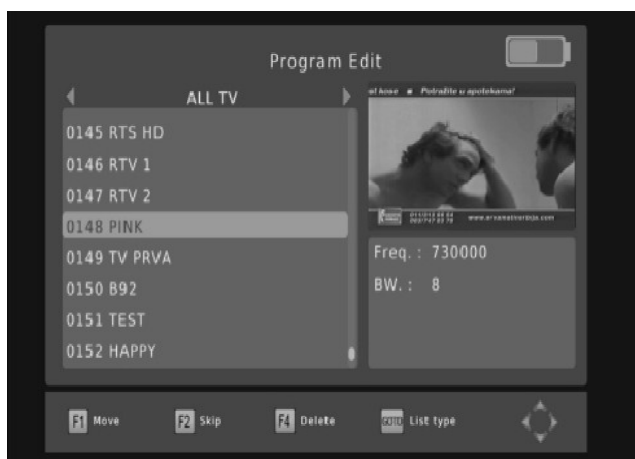 Program Edit
ALL TV
0145 RTS HD
0146 RTV 1
0147 RTV 2
0148 PINK
0149 TV PRVA
0150 B92
0151 TEST
0152 HAPPY
Potražite u apotekama!
Freq. : 730000
BW. : 8
F1 Move
F2 Skip
F4 Delete
GOTO List type